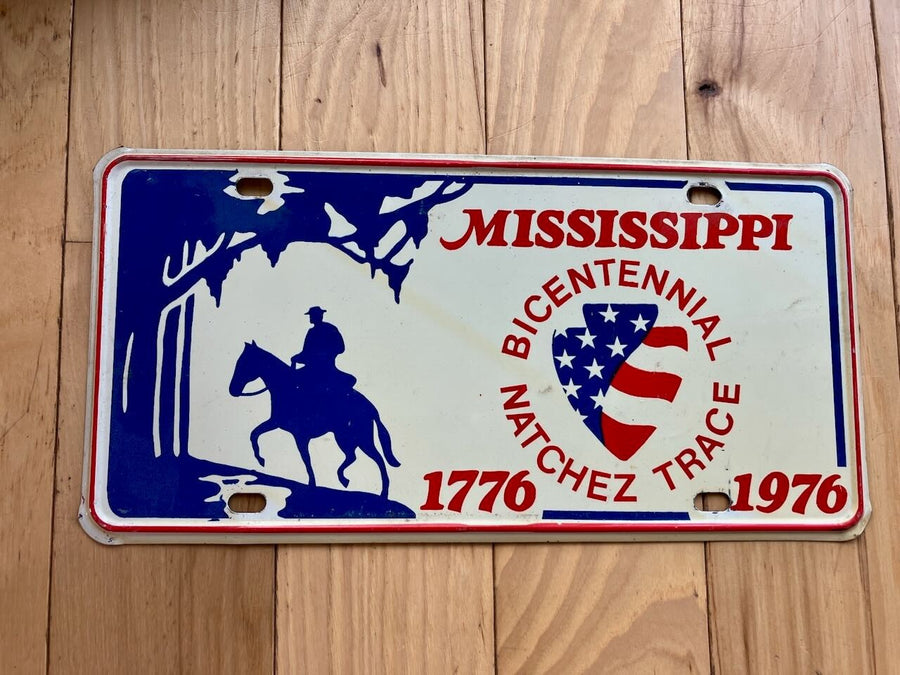 MISSISSIPPI
BICENTENNIAL
NATCHEZ TRACE
1776
1976